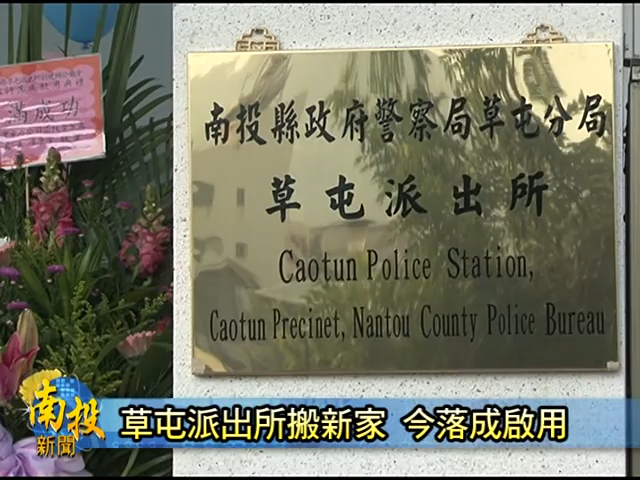 滿成功
南投縣政府警察局草屯分局
草屯派出所
Caotun Police Station,
Caotun Precinet, Nantou County Police Bureau
南投
新聞
草屯派出所搬新家 今落成啟用